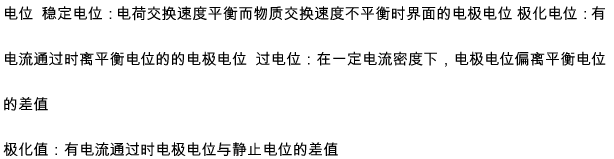 电位  稳定电位：电荷交换速度平衡而物质交换速度不平衡时界面的电极电位 极化电位：有
电流通过时离平衡电位的的电极电位  过电位：在一定电流密度下，电极电位偏离平衡电位
的差值
极化值：有电流通过时电极电位与静止电位的差值